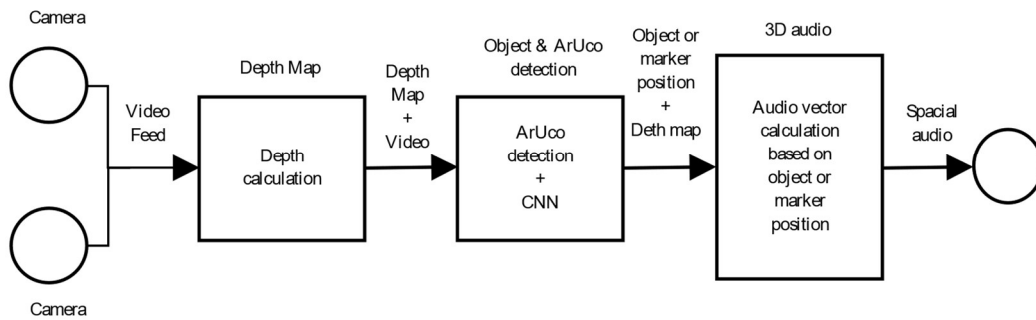 Camera
Camera
Video
Feed
Depth Map
Depth
calculation
Depth
Map
+
Video
Object & ArUco
detection
ArUco
detection
+
CNN
Object or
marker
position
+
Deth map
3D audio
Audio vector
calculation
based on
object or
marker
position
Spacial
audio